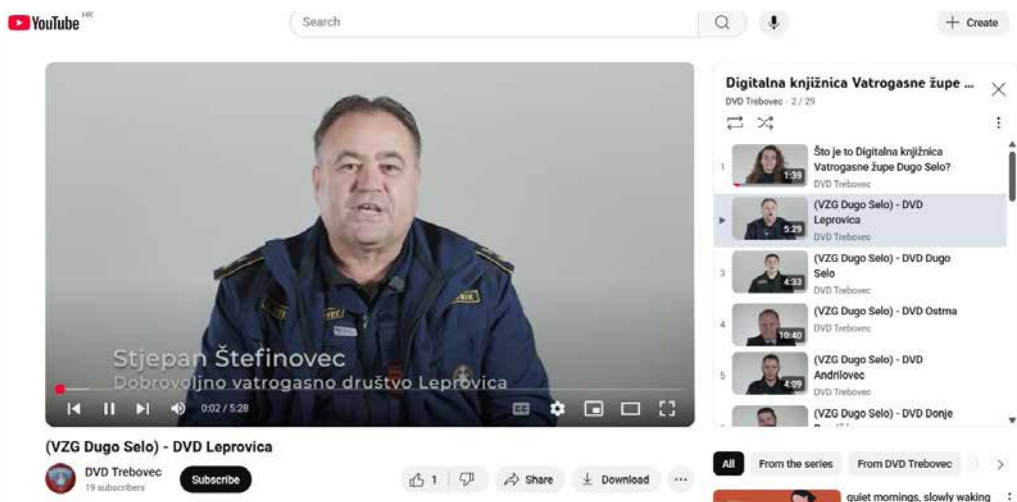 YouTube HR
Search
Create
Stjepan Štefinovec
Dobrovoljno vatrogasno društvo Leprovica
0:02 / 5:28
CC
(VZG Dugo Selo) - DVD Leprovica
DVD Trebovec
19 subscribers
Subscribe
1
Share
Download
Digitalna knjižnica Vatrogasne župe ...
DVD Trebovec - 2 / 29
1
1:39
Što je to Digitalna knjižnica
Vatrogasne župe Dugo Selo?
DVD Trebovec
5:29
(VZG Dugo Selo) - DVD
Leprovica
DVD Trebovec
3
4:33
(VZG Dugo Selo) - DVD Dugo
Selo
DVD Trebovec
4
10:40
(VZG Dugo Selo) - DVD Ostrna
DVD Trebovec
5
4:09
(VZG Dugo Selo) - DVD
Andrilovec
DVD Trebovec
(VZG Dugo Selo) - DVD Donje
All
From the series
From DVD Trebovec
quiet mornings, slowly waking